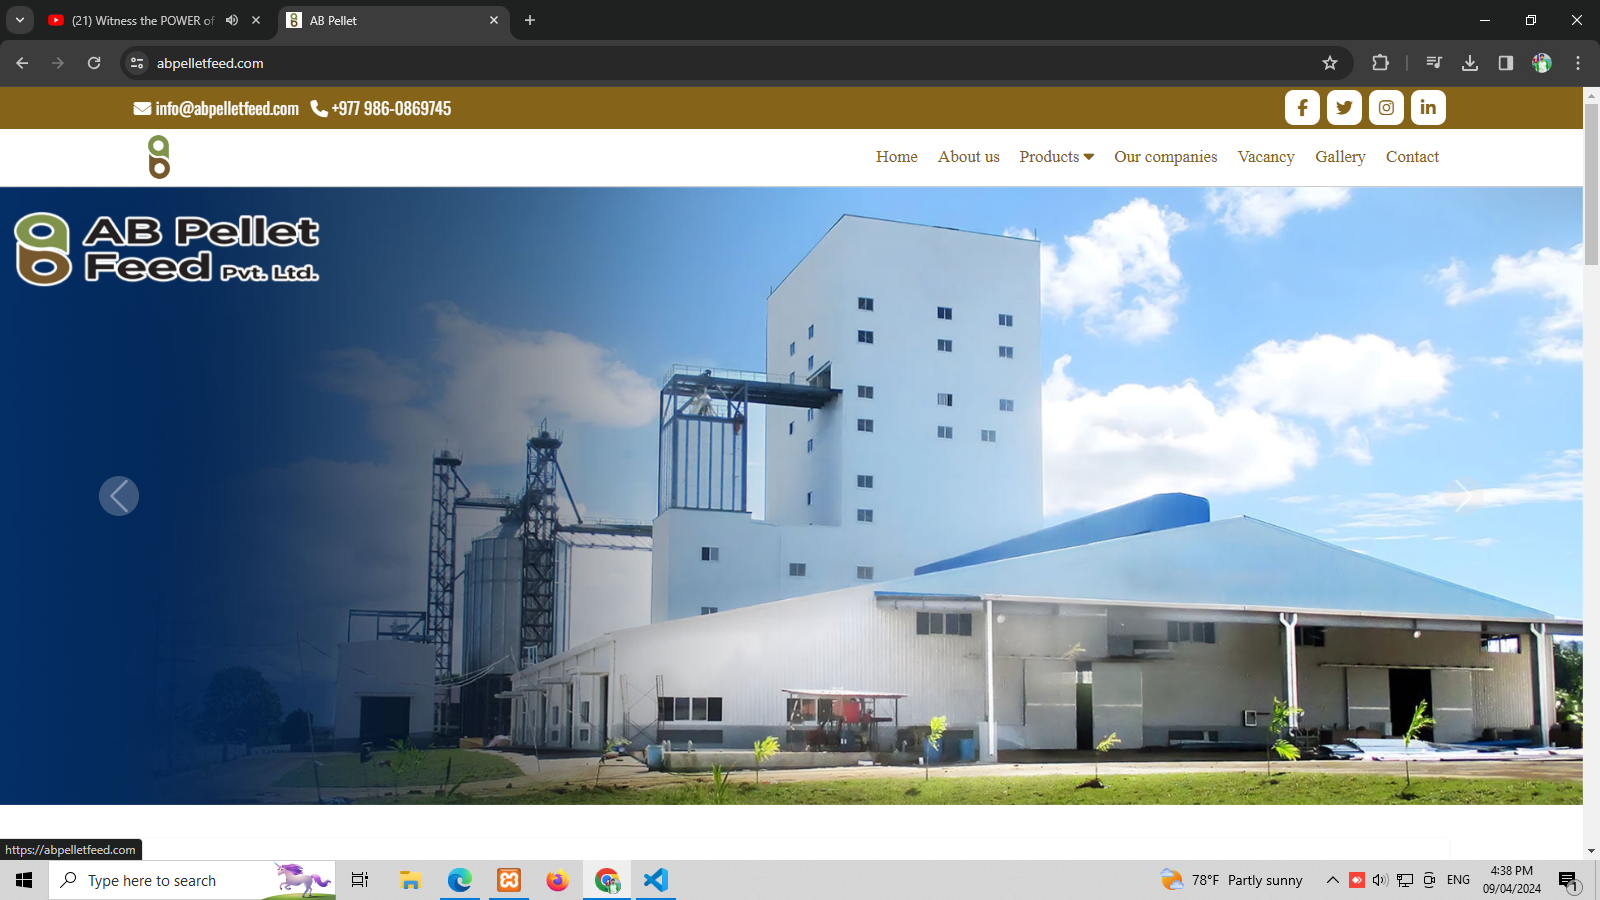 (21) Witness the POWER of
AB Pellet
abpelletfeed.com
info@abpelletfeed.com +977 986-0869745
Home About us Products Our companies Vacancy Gallery Contact
AB Pellet
Feed Pvt. Ltd.
https://abpelletfeed.com
Type here to search
78°F Partly sunny
ENG
4:38 PM
09/04/2024
1